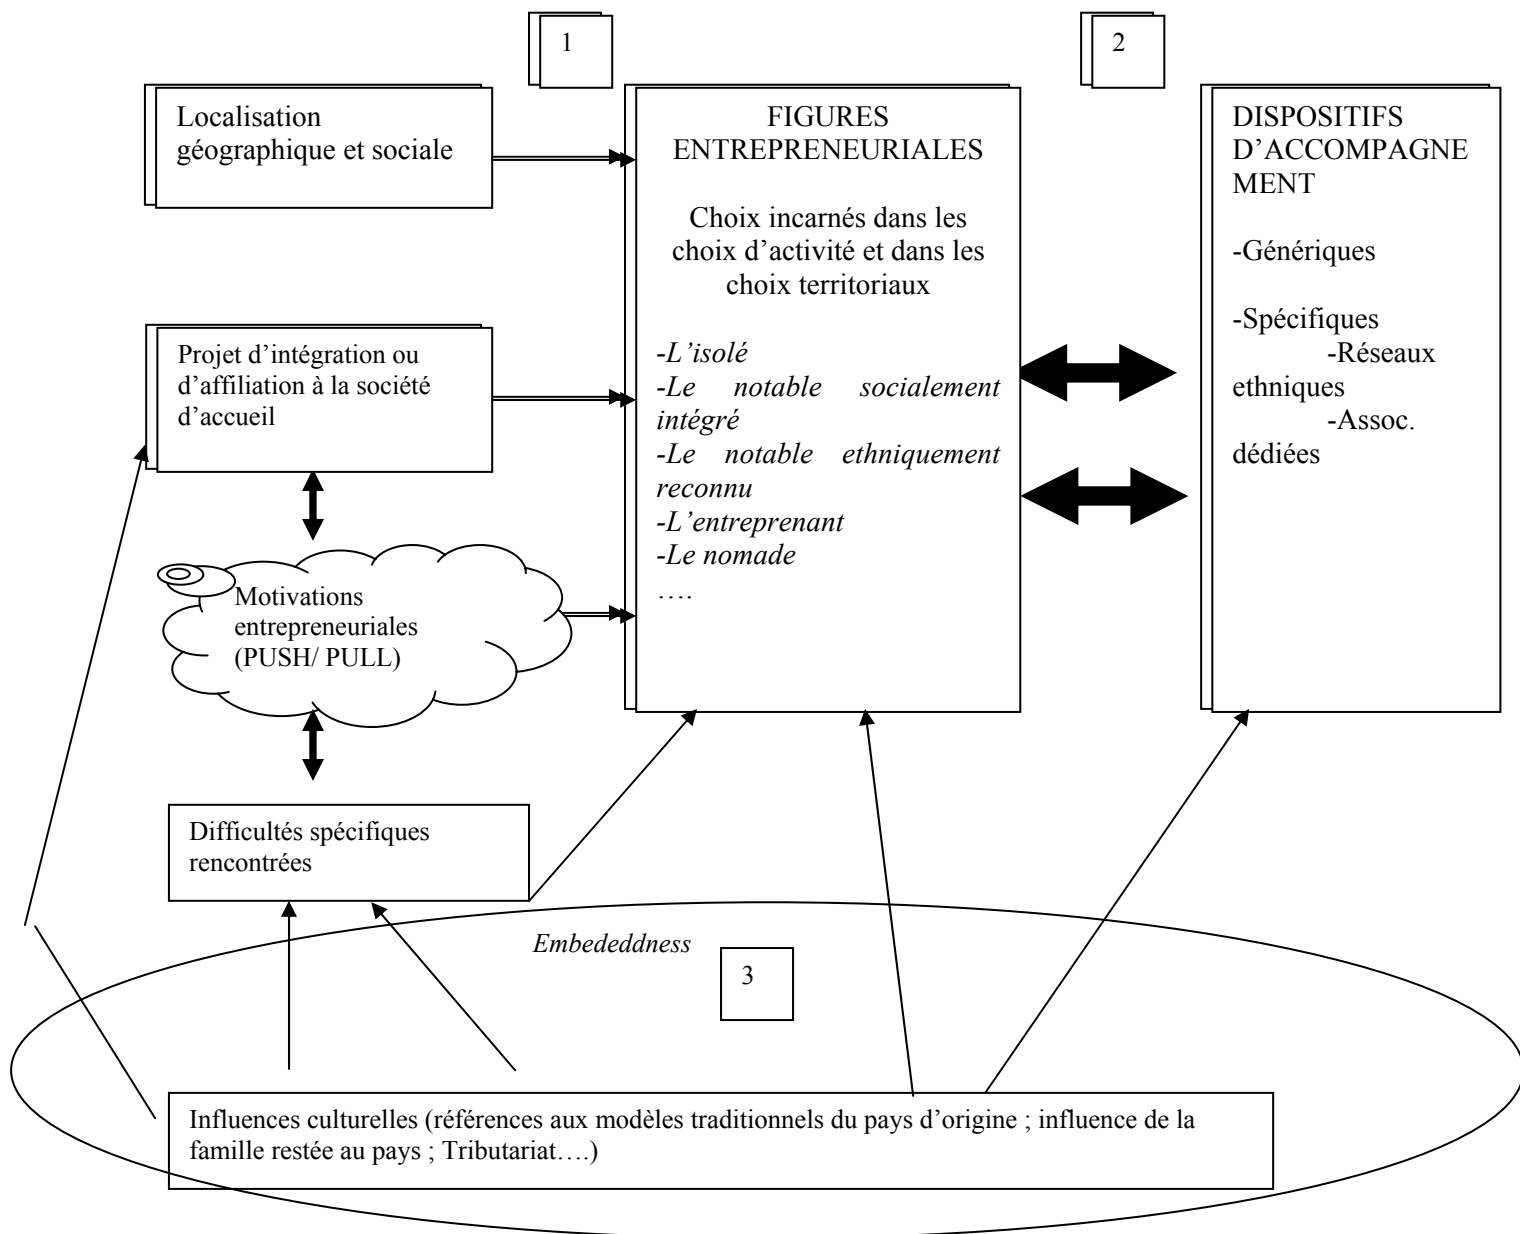 1
2
Localisation
géographique et sociale
FIGURES
ENTREPRENEURIALES
Choix incarnés dans les
choix d’activité et dans les
choix territoriaux
-L’isolé
-Le notable socialement
intégré
-Le notable ethniquement
reconnu
-L’entreprenant
-Le nomade
….
DISPOSITIFS
D’ACCOMPAGNE
MENT
-Génériques
-Spécifiques
-Réseaux
ethniques
-Assoc.
dédiées
Projet d’intégration ou
d’affiliation à la société
d’accueil
Motivations
entrepreneuriales
(PUSH/ PULL)
Difficultés spécifiques
rencontrées
Embededdness
3
Influences culturelles (références aux modèles traditionnels du pays d’origine ; influence de la
famille restée au pays ; Tributariat….)